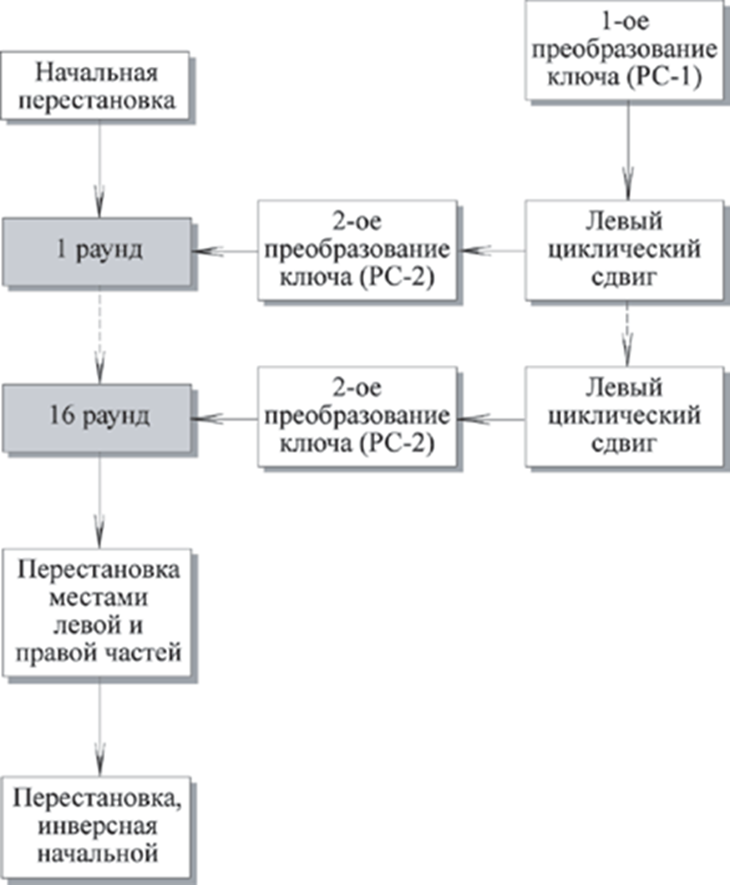 1-ое
преобразование
ключа (PC-1)
Начальная
перестановка
1 раунд
2-ое
преобразование
ключа (PC-2)
Левый
циклический
сдвиг
16 раунд
2-ое
преобразование
ключа (PC-2)
Левый
циклический
сдвиг
Перестановка
местами
левой и
правой частей
Перестановка,
инверсная
начальной